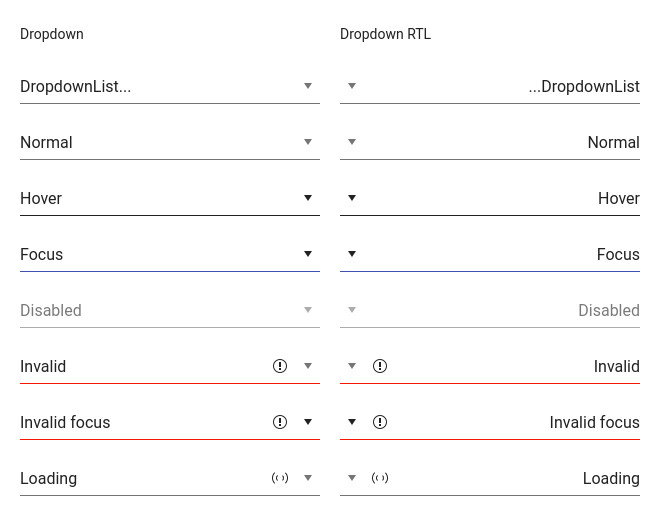 Dropdown
Dropdown RTL
DropdownList...
...DropdownList
Normal
Normal
Hover
Hover
Focus
Focus
Disabled
Disabled
Invalid
Invalid
Invalid focus
Invalid focus
Loading
Loading